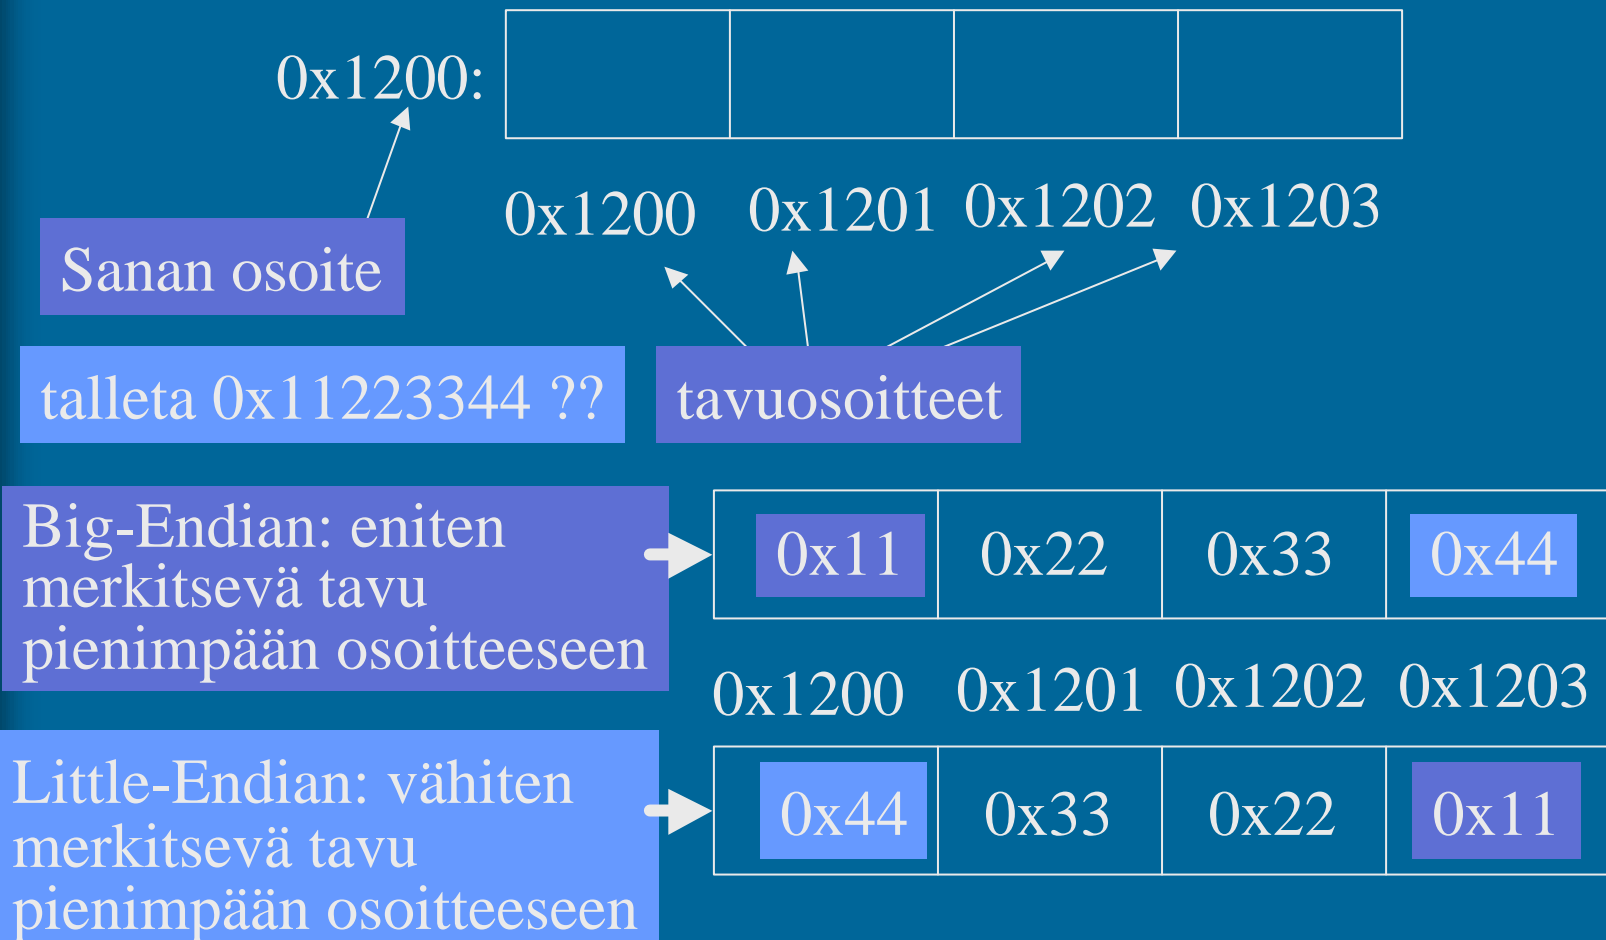 0x1200:
0x1200 0x1201 0x1202 0x1203
Sanan osoite
talleta 0x11223344 ??
tavuosoitteet
Big-Endian: eniten
merkitsevä tavu
pienimpään osoitteeseen
0x11 0x22 0x33 0x44
0x1200 0x1201 0x1202 0x1203
Little-Endian: vähiten
merkitsevä tavu
pienimpään osoitteeseen
0x44 0x33 0x22 0x11